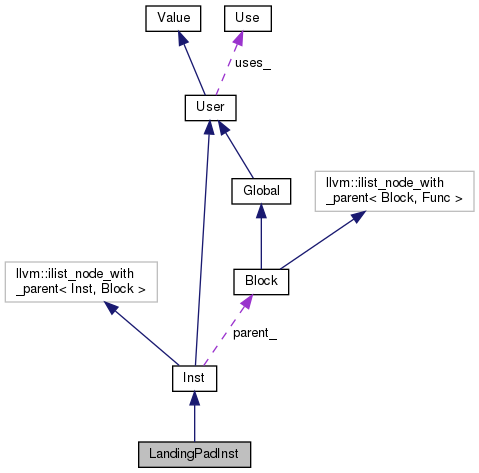 Value
Use
uses_
User
Global
llvm::ilist_node_with
_parent< Block, Func >
llvm::ilist_node_with
_parent< Inst, Block >
Block
parent_
Inst
LandingPadInst